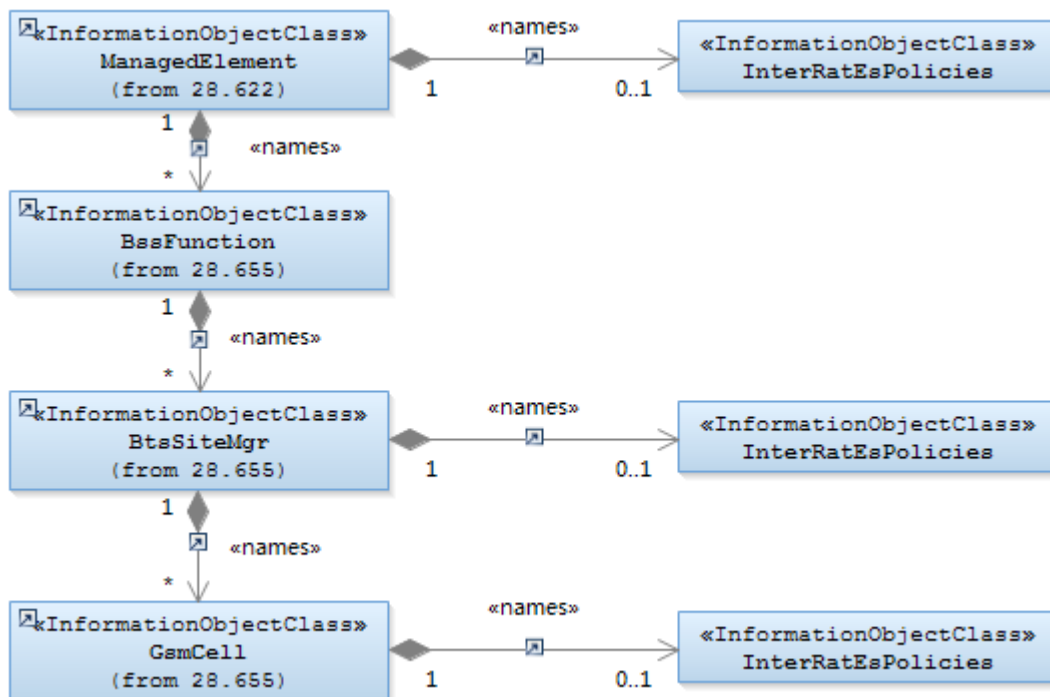 «InformationObjectClass»
ManagedElement
(from 28.622)
«names»
1
0..1
«InformationObjectClass»
InterRatEsPolicies
1
«names»
*
«InformationObjectClass»
BssFunction
(from 28.655)
1
«names»
*
«InformationObjectClass»
BtsSiteMgr
(from 28.655)
«names»
1
0..1
«InformationObjectClass»
InterRatEsPolicies
1
«names»
*
«InformationObjectClass»
GsmCell
(from 28.655)
«names»
1
0..1
«InformationObjectClass»
InterRatEsPolicies